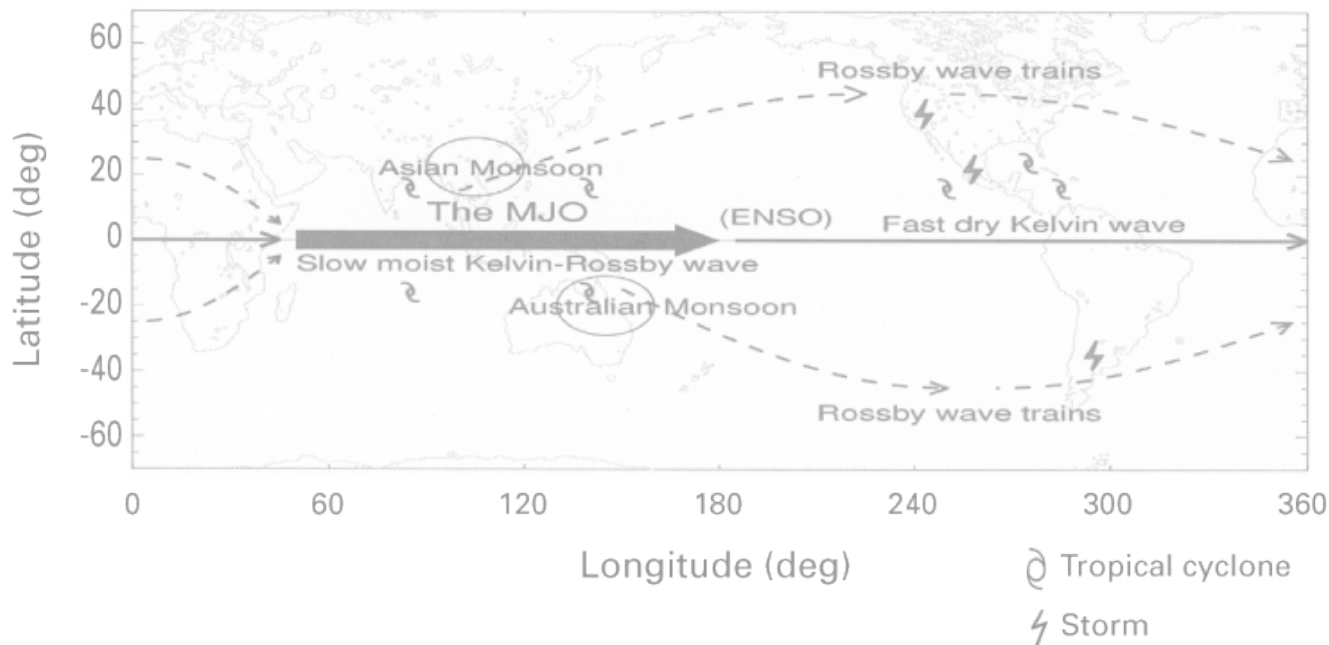 60
40
20
0
-20
-40
-60
Latitude (deg)
Rossby wave trains
Asian Monsoon
The MJO
(ENSO)
Fast dry Kelvin wave
Slow moist Kelvin-Rossby wave
Australian Monsoon
Rossby wave trains
0 60 120 180 240 300 360
Longitude (deg)
Tropical cyclone
Storm